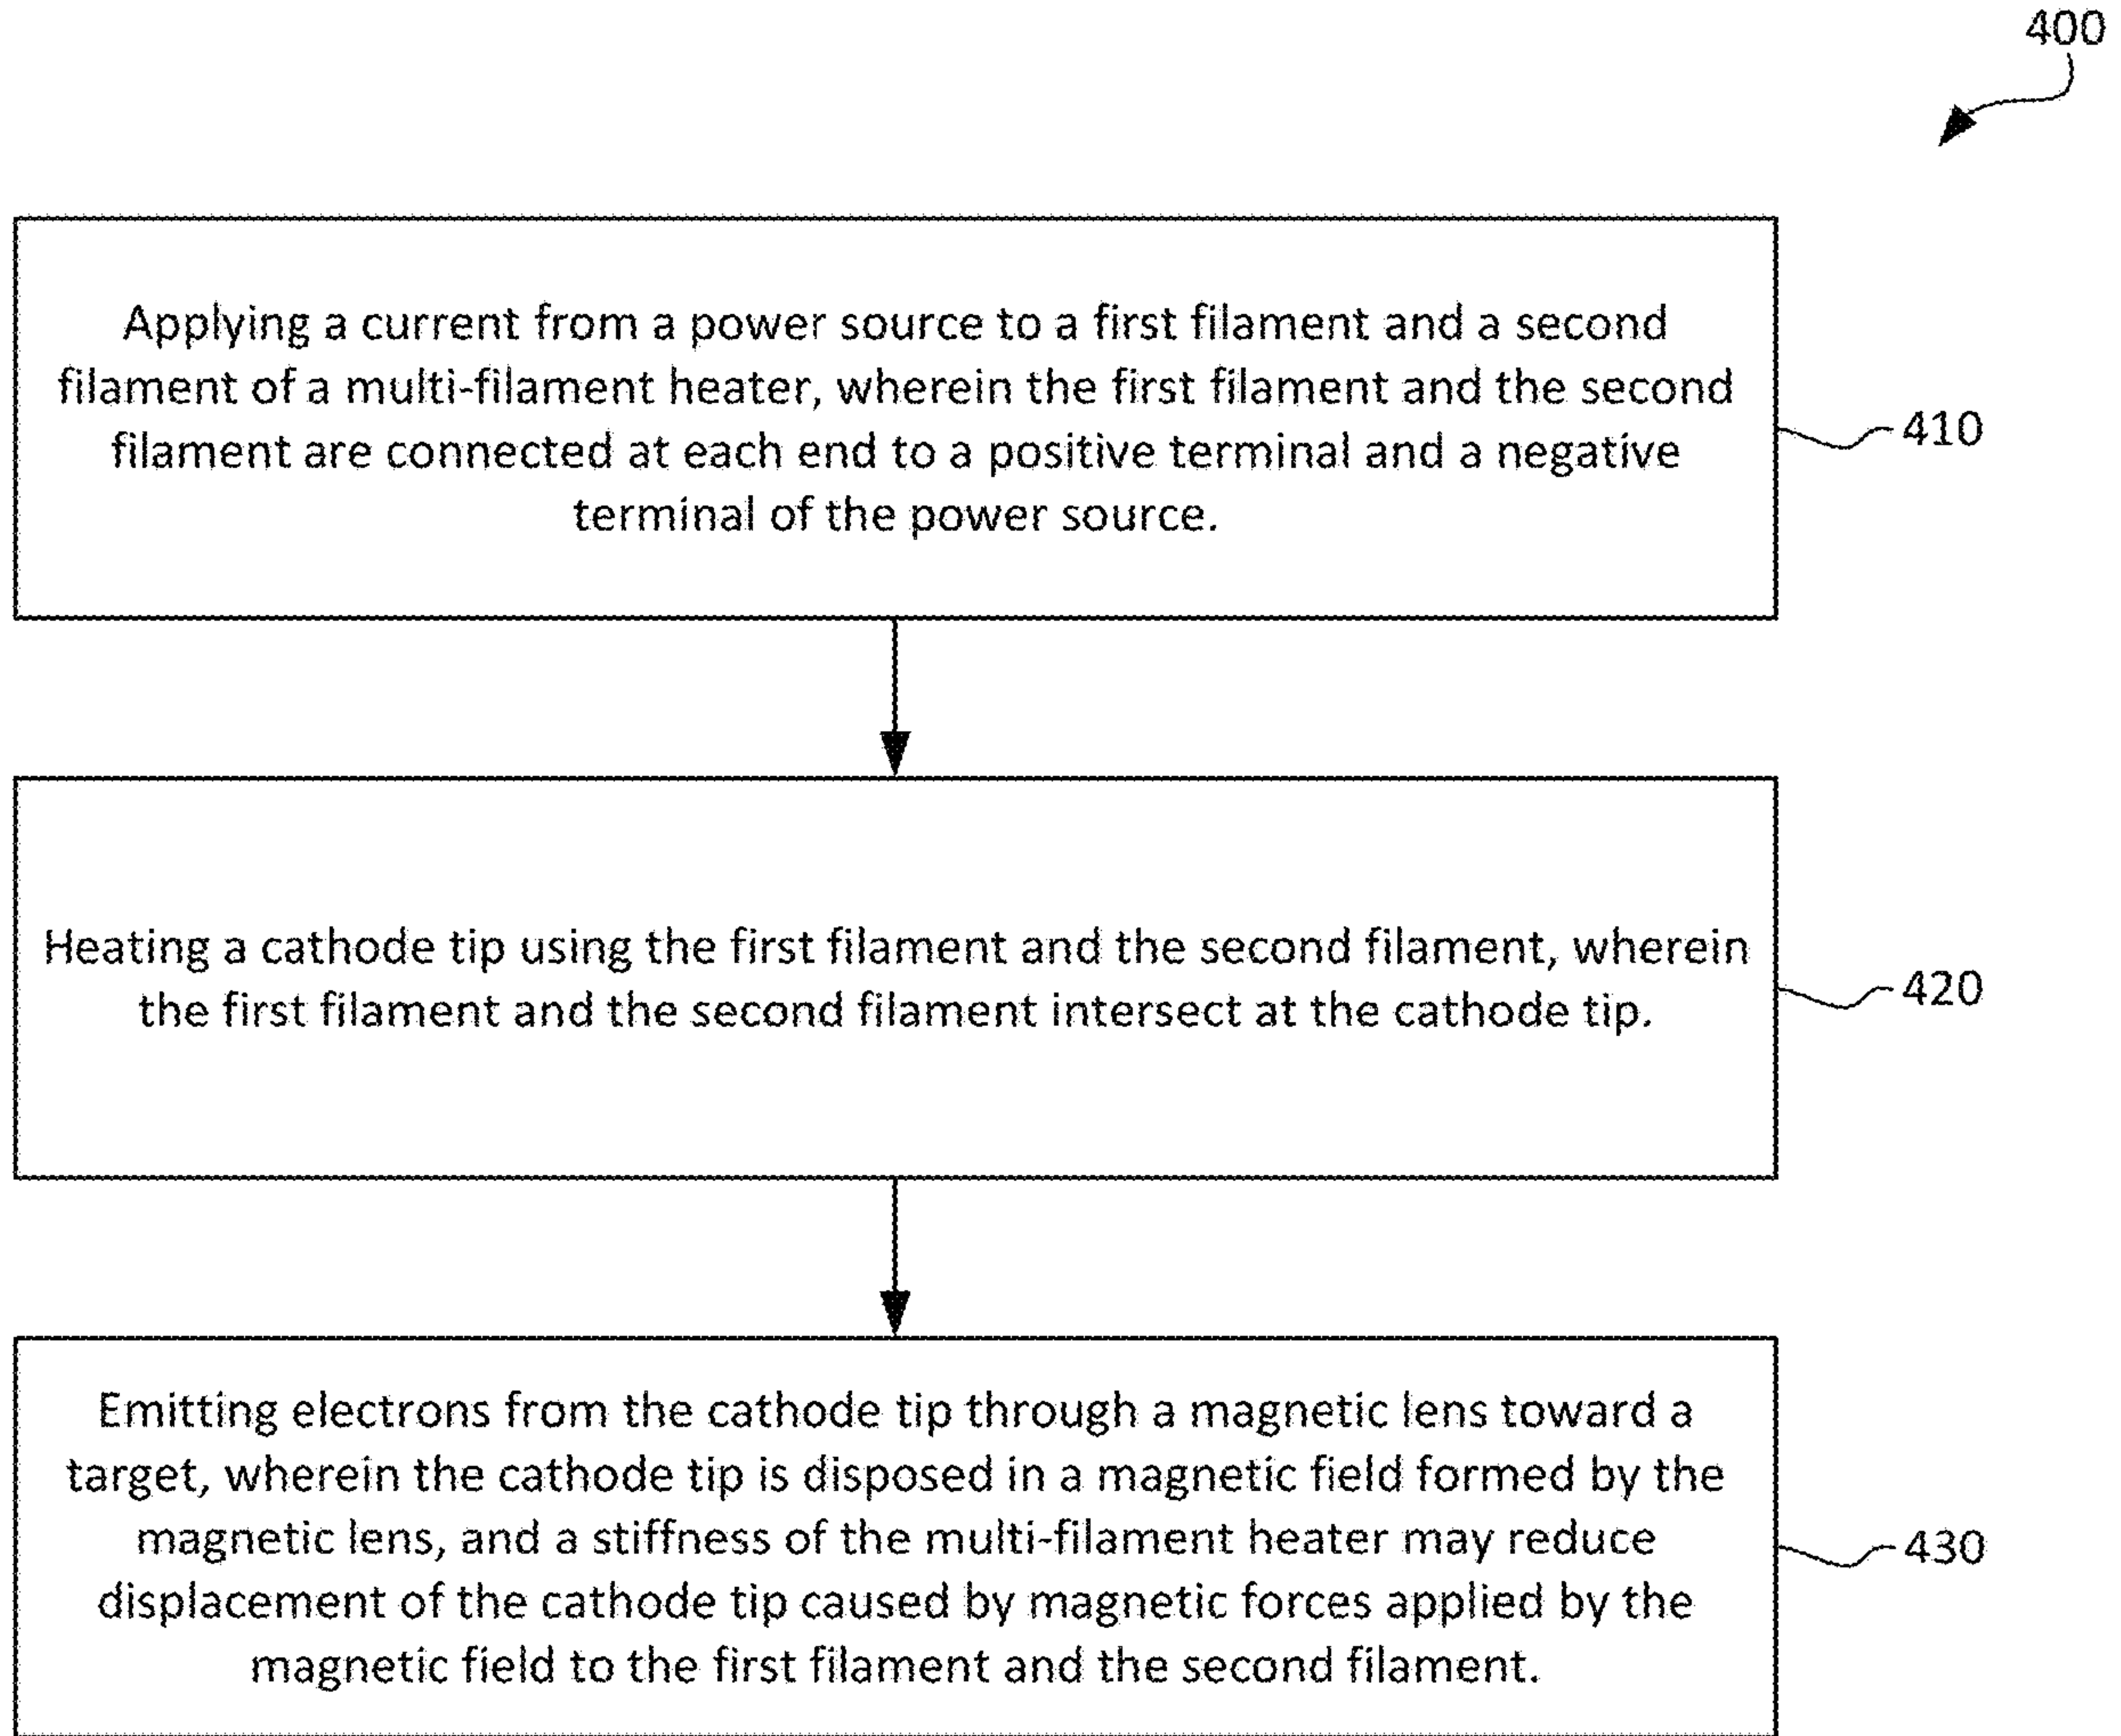 400
Applying a current from a power source to a first filament and a second
filament of a multi-filament heater, wherein the first filament and the second
filament are connected at each end to a positive terminal and a negative
terminal of the power source.
410
Heating a cathode tip using the first filament and the second filament, wherein
the first filament and the second filament intersect at the cathode tip.
420
Emitting electrons from the cathode tip through a magnetic lens toward a
target, wherein the cathode tip is disposed in a magnetic field formed by the
magnetic lens, and a stiffness of the multi-filament heater may reduce
displacement of the cathode tip caused by magnetic forces applied by the
magnetic field to the first filament and the second filament.
430